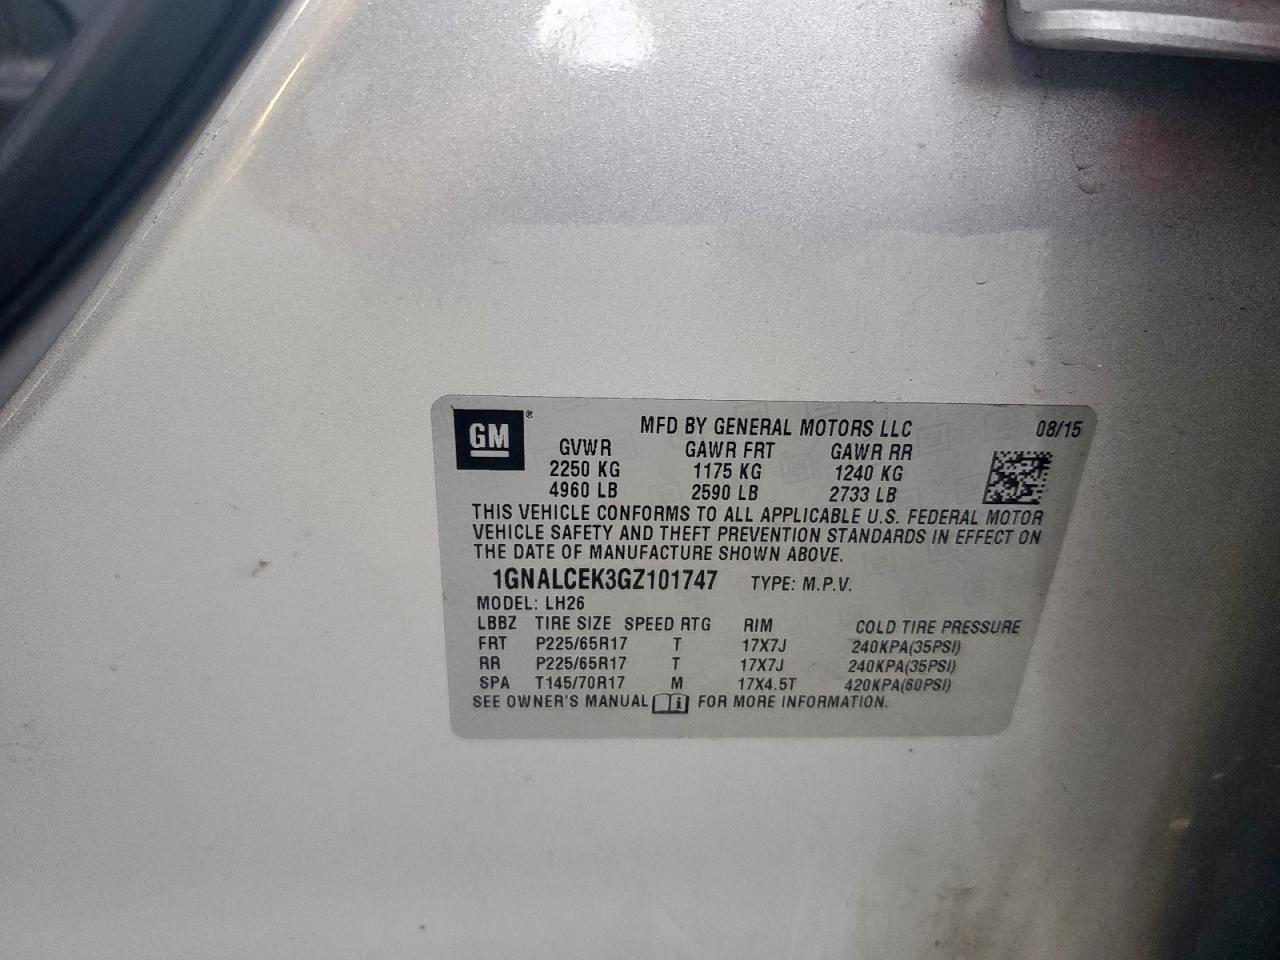 GM® MFD BY GENERAL MOTORS LLC 08/15
GVWR GAWR FRT GAWR RR
2250 KG 1175 KG 1240 KG
4960 LB 2590 LB 2733 LB
THIS VEHICLE CONFORMS TO ALL APPLICABLE U.S. FEDERAL MOTOR
VEHICLE SAFETY AND THEFT PREVENTION STANDARDS IN EFFECT ON
THE DATE OF MANUFACTURE SHOWN ABOVE.
1GNALCEK3GZ101747 TYPE: M.P.V.
MODEL: LH26
LBBZ TIRE SIZE SPEED RTG RIM COLD TIRE PRESSURE
FRT P225/65R17 T 17X7J 240KPA(35PSI)
RR P225/65R17 T 17X7J 240KPA(35PSI)
SPA T145/70R17 M 17X4.5T 420KPA(60PSI)
SEE OWNER'S MANUAL FOR MORE INFORMATION.